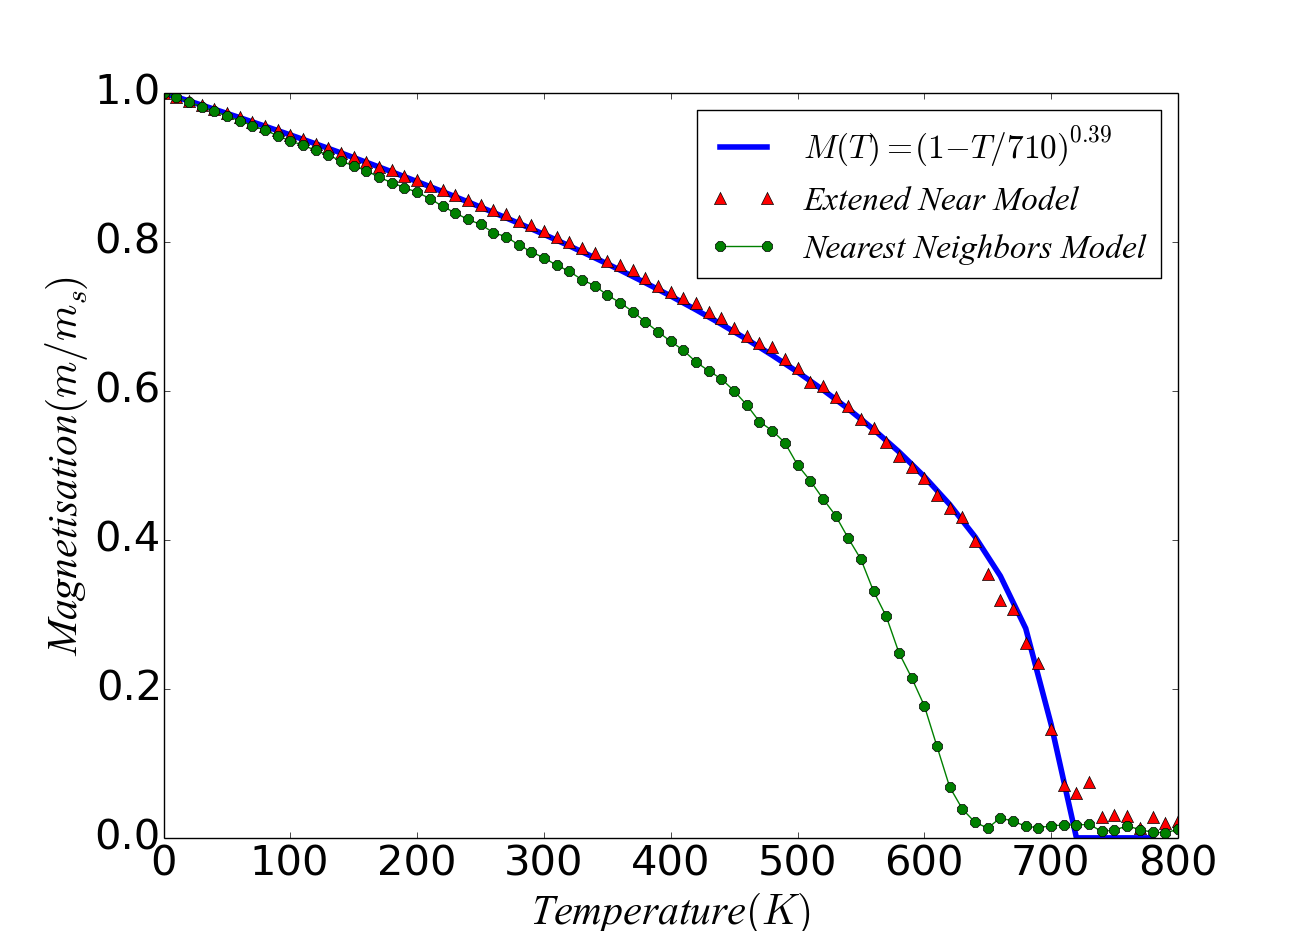 1.0
0.8
0.6
0.4
0.2
0.0
0 100 200 300 400 500 600 700 800
Magnetisation(m/m_s)
Temperature(K)
M(T)=(1−T/710)^0.39
Extened Near Model
Nearest Neighbors Model